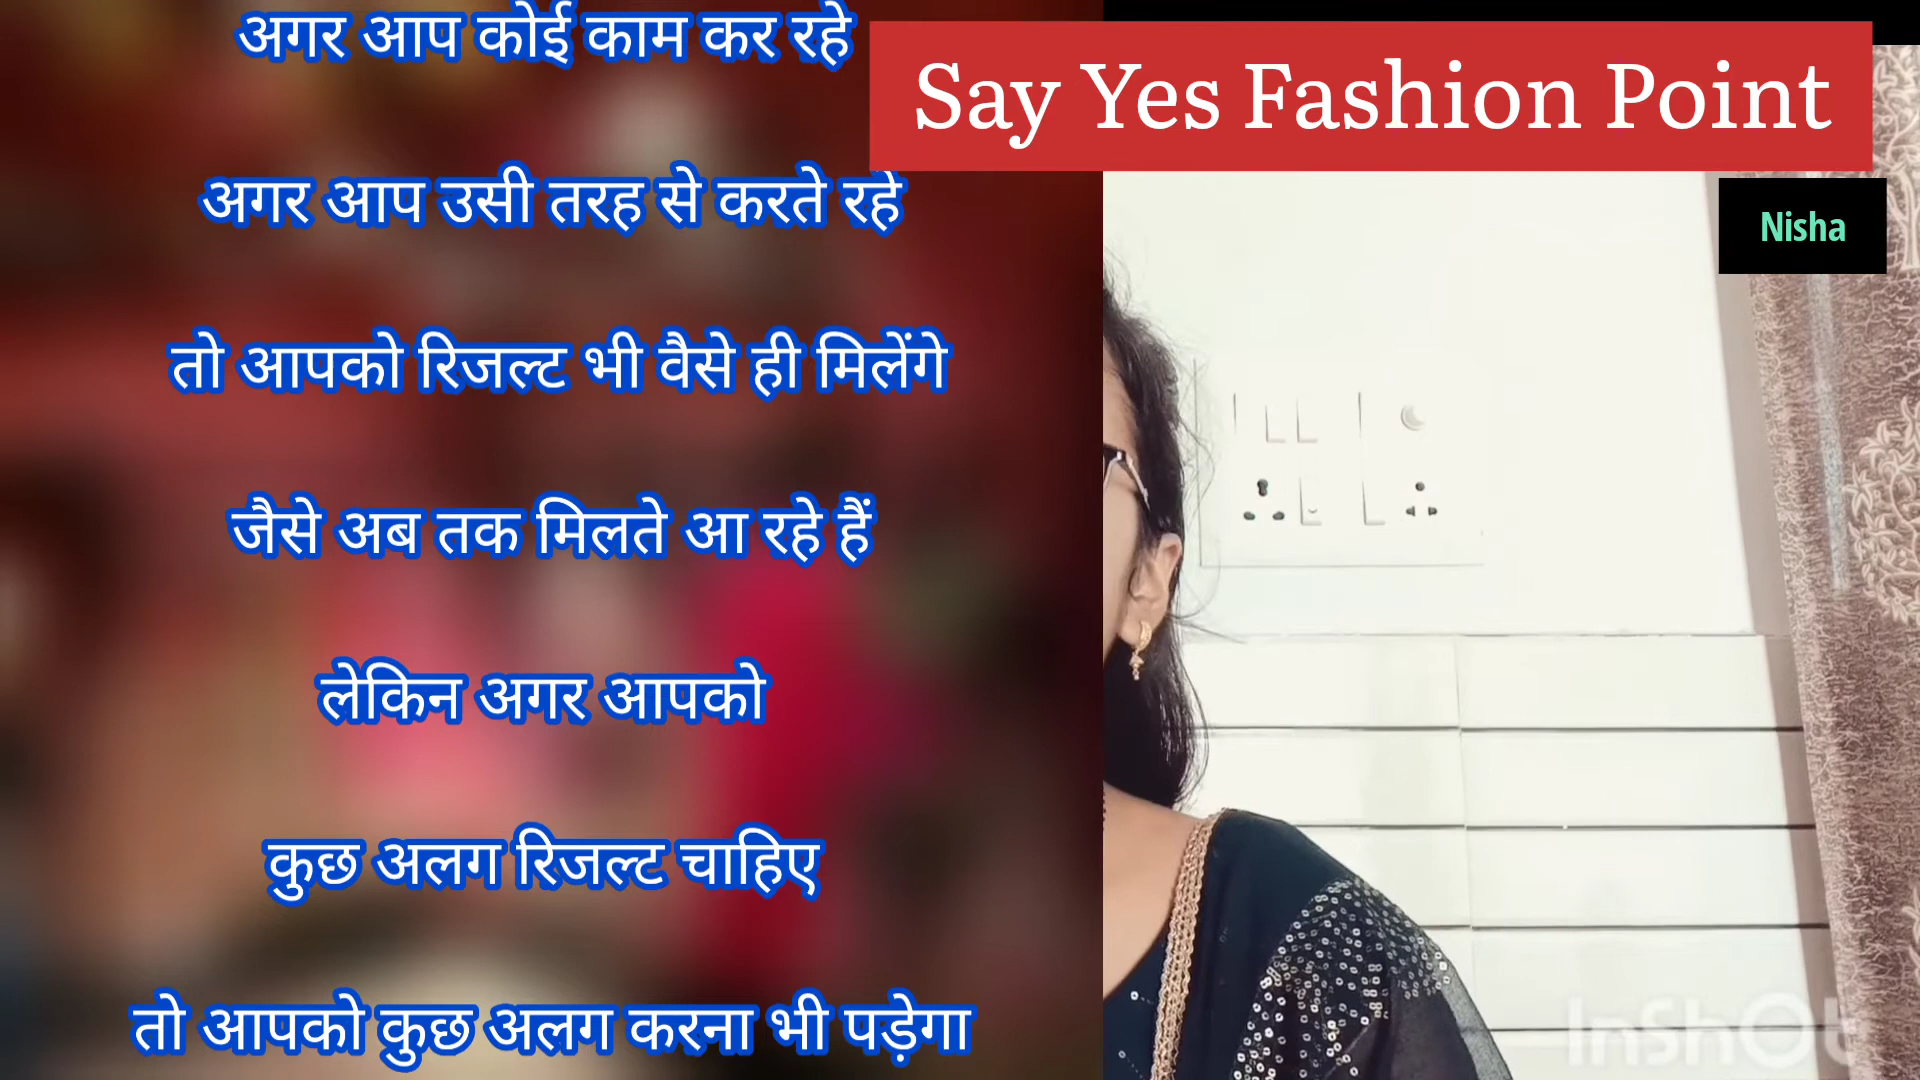 अगर आप कोई काम कर रहे
Say Yes Fashion Point
अगर आप उसी तरह से करते रहे
Nisha
तो आपको रिजल्ट भी वैसे ही मिलेंगे
जैसे अब तक मिलते आ रहे हैं
लेकिन अगर आपको
कुछ अलग रिजल्ट चाहिए
तो आपको कुछ अलग करना भी पड़ेगा
InShOt